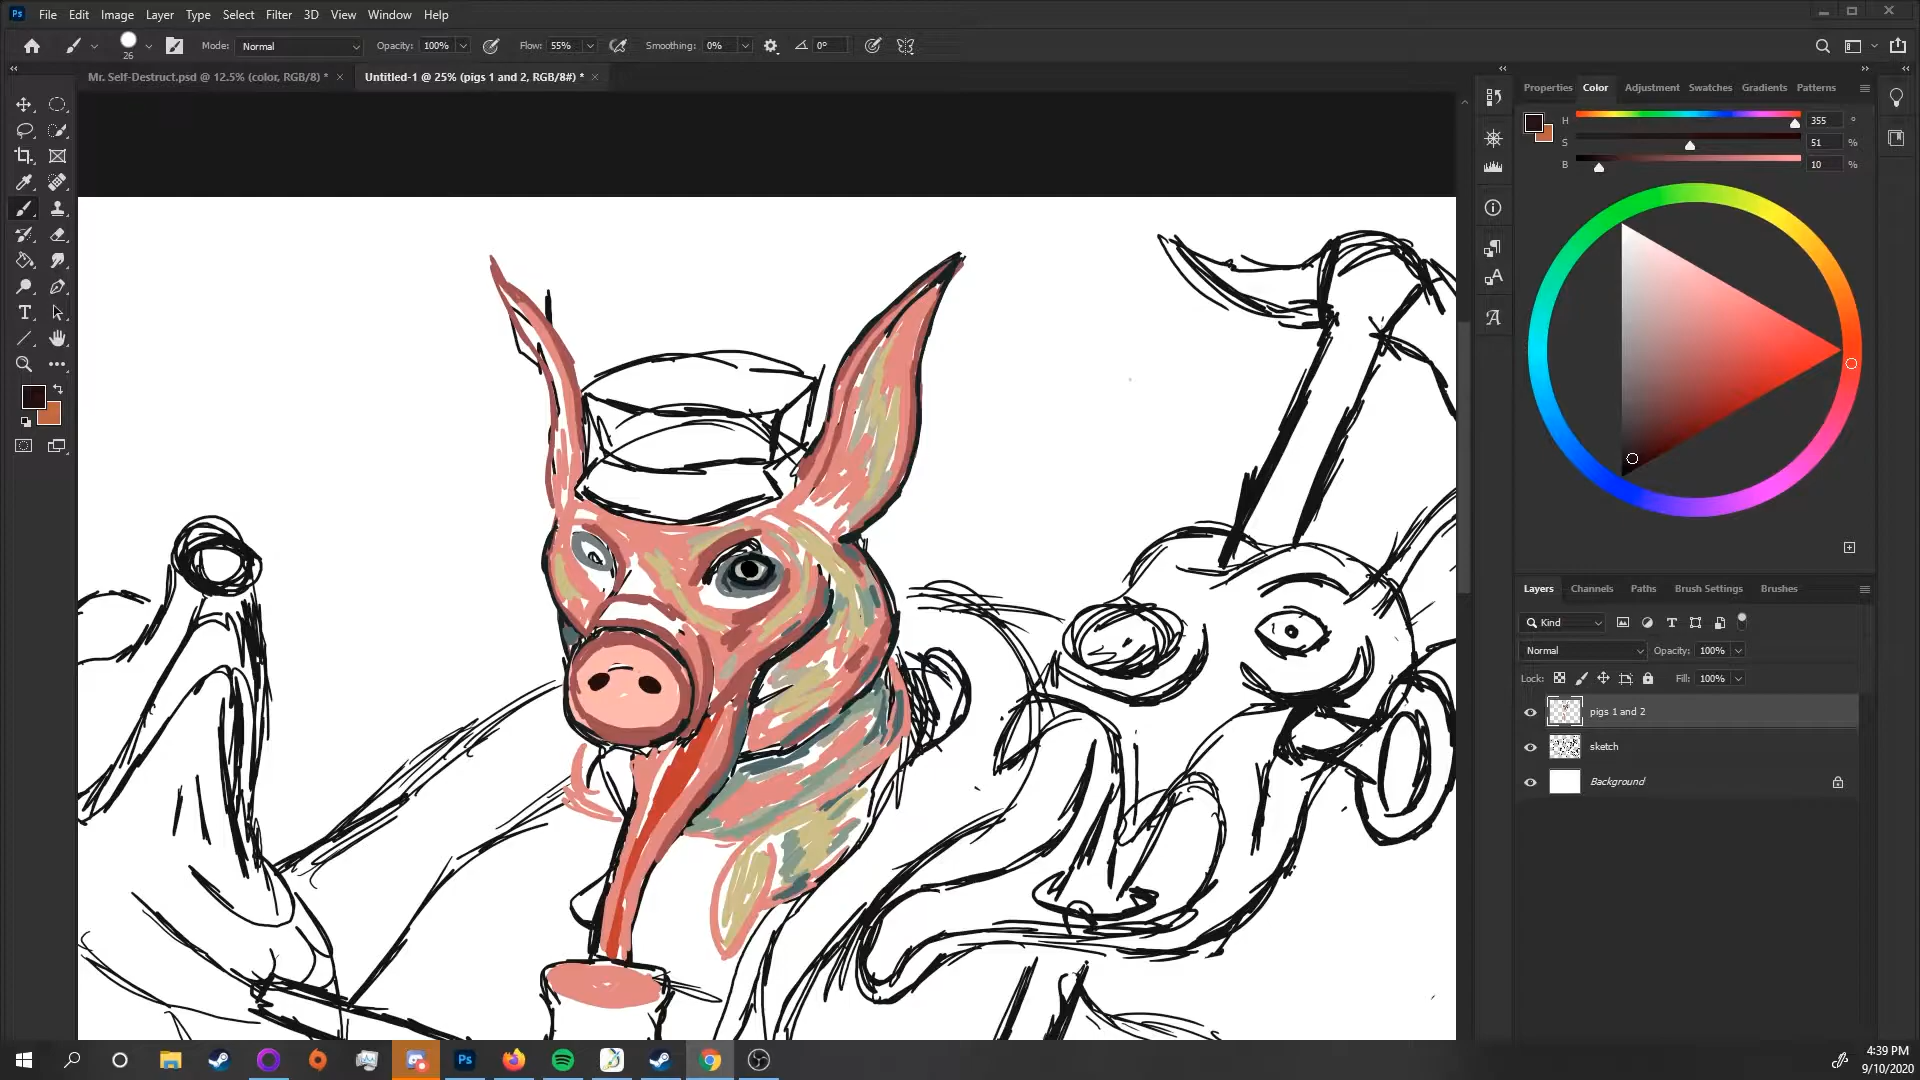 Ps File Edit Image Layer Type Select Filter 3D View Window Help
26 Mode: Normal Opacity: 100% Flow: 55% Smoothing: 0% 0°
Mr. Self-Destruct.psd @ 12.5% (color, RGB/8) * × Untitled-1 @ 25% (pigs 1 and 2, RGB/8#) * ×
Properties Color Adjustment Swatches Gradients Patterns
H 355 °
S 51 %
B 10 %
Layers Channels Paths Brush Settings Brushes
Kind
Normal Opacity: 100%
Lock: Fill: 100%
pigs 1 and 2
sketch
Background
Ps
4:39 PM
9/10/2020